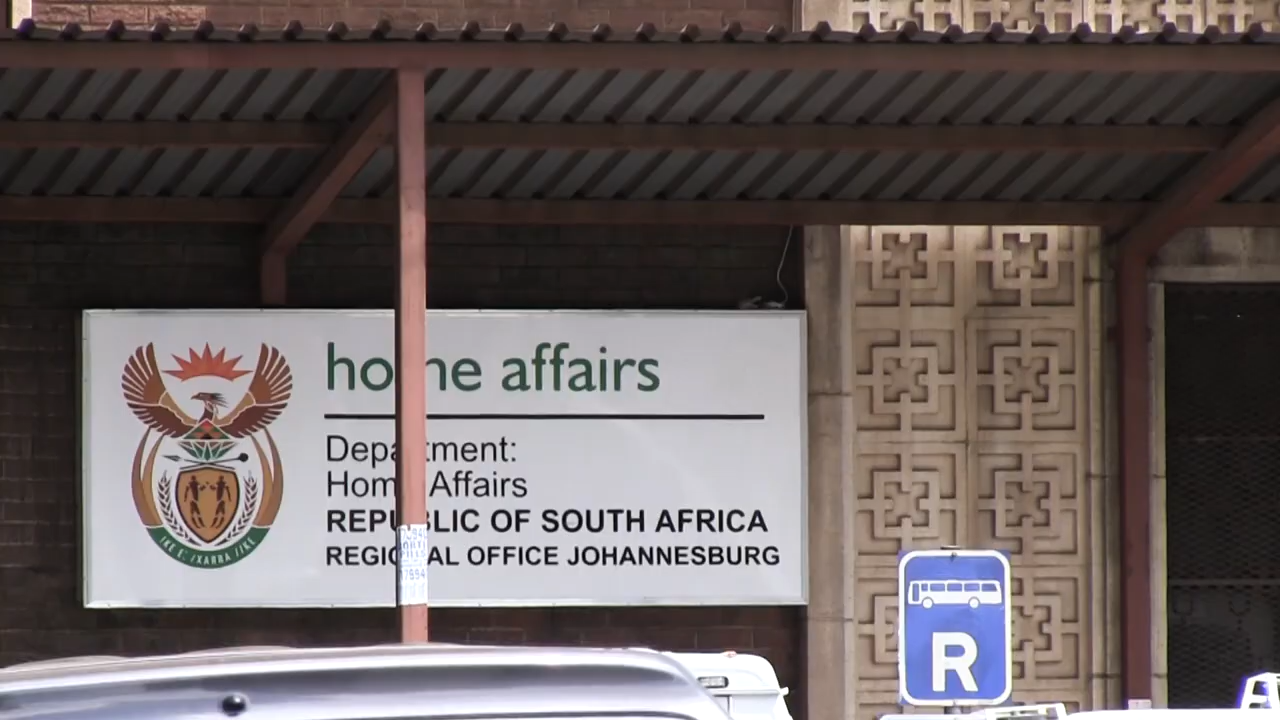 home affairs
Department:
Home Affairs
REPUBLIC OF SOUTH AFRICA
REGIONAL OFFICE JOHANNESBURG
!KE E: /XARRA //KE
R